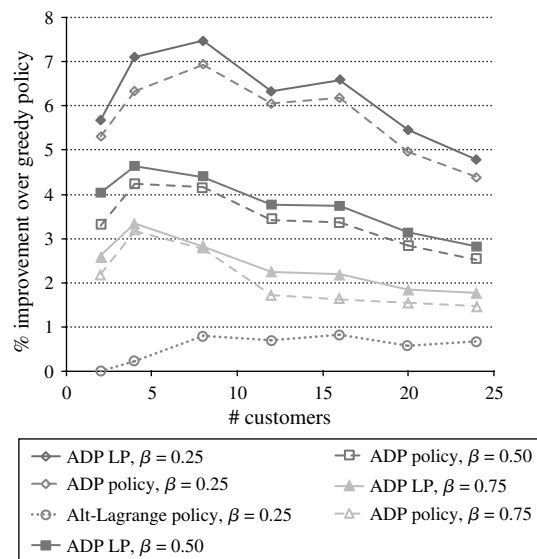 8
7
6
5
4
3
2
1
0
% improvement over greedy policy
0 5 10 15 20 25
# customers
ADP LP, β = 0.25
ADP policy, β = 0.25
Alt-Lagrange policy, β = 0.25
ADP LP, β = 0.50
ADP policy, β = 0.50
ADP LP, β = 0.75
ADP policy, β = 0.75